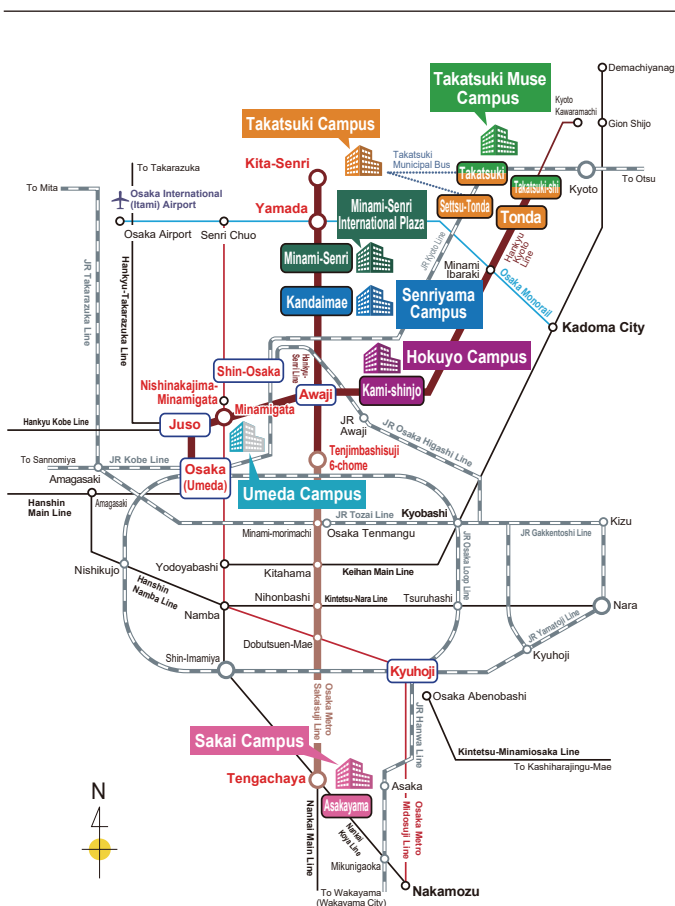 Takatsuki Muse
Campus
Demachiyanag
Kyoto
Kawaramachi
Gion Shijo
Takatsuki Campus
Takatsuki
Municipal Bus
To Takarazuka
Kita-Senri
Takatsuki
Takatsuki-shi
Kyoto
To Otsu
To Mita
Osaka International
(Itami) Airport
Yamada
Minami-Senri
International Plaza
Settsu-Tonda
Tonda
Osaka Airport
Senri Chuo
JR Kyoto Line
Hankyu
Kyoto
Line
JR Takarazuka Line
Hankyu-Takarazuka Line
Minami-Senri
Minami
Ibaraki
Osaka Monorail
Kandaimae
Senriyama
Campus
Kadoma City
Shin-Osaka
Hankyu-
Senri Line
Hokuyo Campus
Nishinakajima-
Minamigata
Minamigata
Awaji
Kami-shinjo
Hankyu Kobe Line
Juso
JR
Awaji
JR Osaka Higashi Line
To Sannomiya
JR Kobe Line
Tenjimbashisuji
6-chome
Amagasaki
Osaka
(Umeda)
Umeda Campus
Hanshin
Main Line
Amagasaki
JR Tozai Line
Kyobashi
Kizu
Minami-morimachi
Osaka Tenmangu
JR Gakkentoshi Line
JR Osaka Loop
Line
Nishikujo
Yodoyabashi
Kitahama
Keihan Main Line
Hanshin
Namba Line
Nihonbashi
Kintetsu-Nara Line
Tsuruhashi
Namba
Nara
JR Yamatoji Line
Dobutsuen-Mae
Shin-Imamiya
Kyuhoji
Kyuhoji
Osaka Metro
Sakaisuji Line
JR Hanwa Line
Osaka Abenobashi
Sakai Campus
Kintetsu-Minamiosaka Line
To Kashiharajingu-Mae
Tengachaya
Asaka
N
Asakayama
Nankai Main Line
Nankai
Koya Line
Osaka Metro
Midosuji Line
Mikunigaoka
To Wakayama
(Wakayama City)
Nakamozu